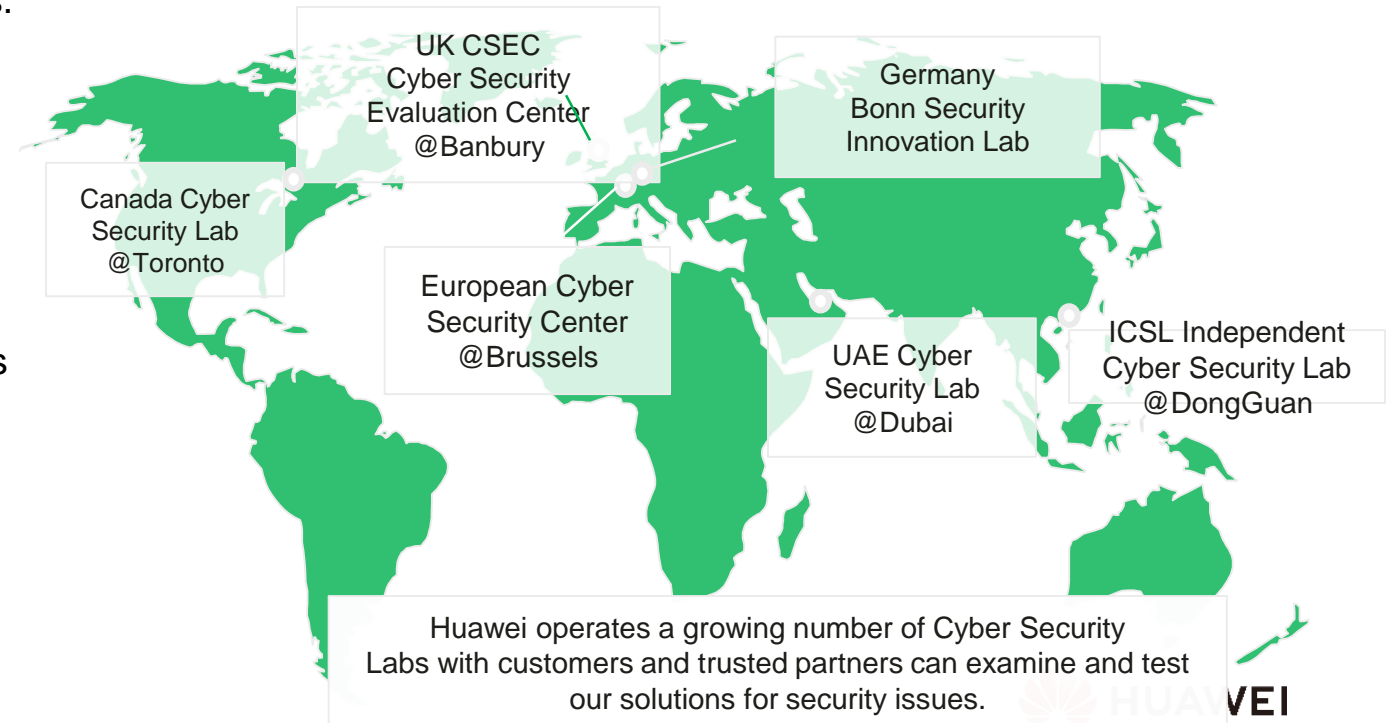 s.
UK CSEC
Cyber Security
Evaluation Center
@Banbury
Germany
Bonn Security
Innovation Lab
Canada Cyber
Security Lab
@Toronto
European Cyber
Security Center
@Brussels
s
UAE Cyber
Security Lab
@Dubai
ICSL Independent
Cyber Security Lab
@DongGuan
Huawei operates a growing number of Cyber Security
Labs with customers and trusted partners can examine and test
our solutions for security issues.
HUAWEI